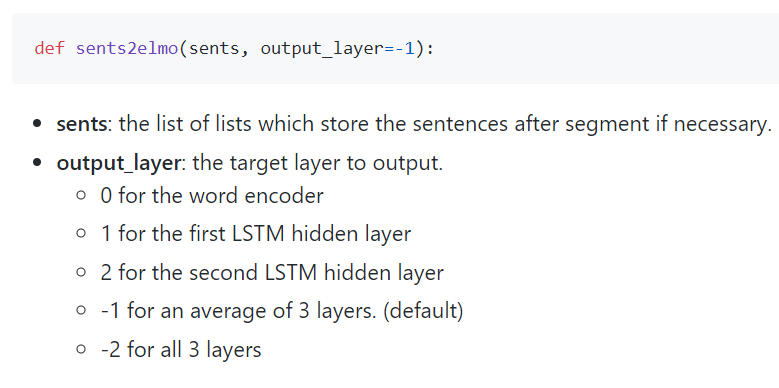 def sents2elmo(sents, output_layer=-1):
sents: the list of lists which store the sentences after segment if necessary.
output_layer: the target layer to output.
0 for the word encoder
1 for the first LSTM hidden layer
2 for the second LSTM hidden layer
-1 for an average of 3 layers. (default)
-2 for all 3 layers